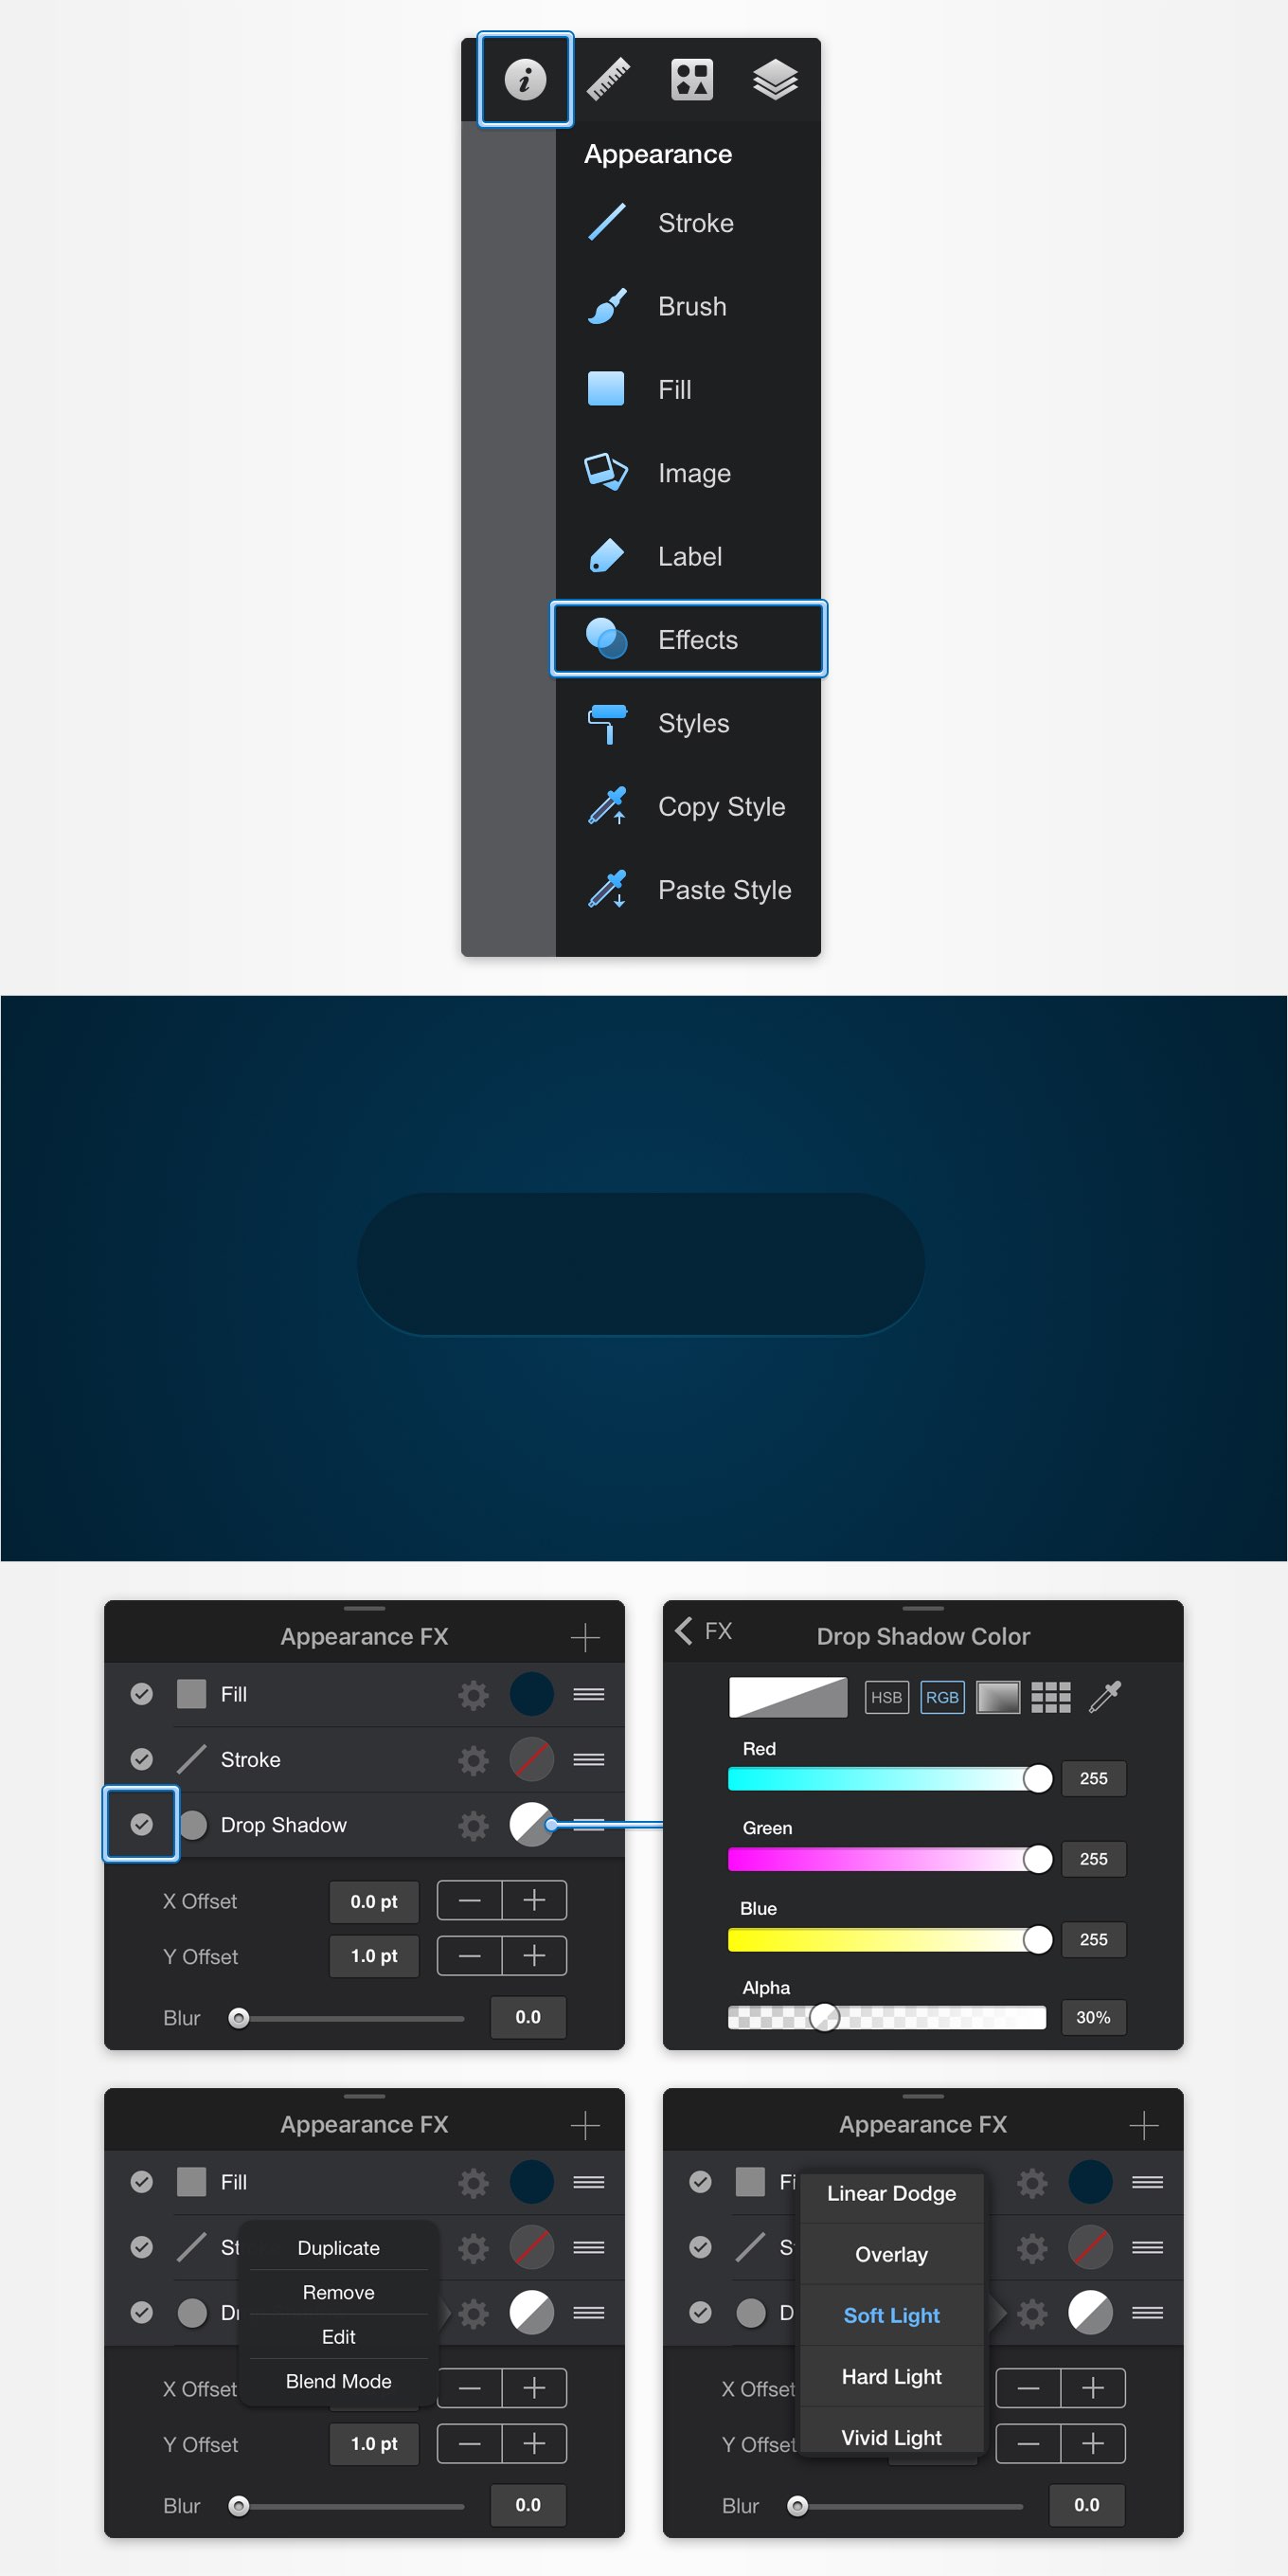 Appearance
Stroke
Brush
Fill
Image
Label
Effects
Styles
Copy Style
Paste Style
Appearance FX
Fill
Stroke
Drop Shadow
X Offset 0.0 pt
Y Offset 1.0 pt
Blur 0.0
FX Drop Shadow Color
HSB RGB
Red
255
Green
255
Blue
255
Alpha
30%
Appearance FX
Fill
St
Duplicate
Remove
D
Edit
Blend Mode
X Offset
Y Offset 1.0 pt
Blur 0.0
Appearance FX
Fi
Linear Dodge
S
Overlay
D
Soft Light
X Offset
Hard Light
Y Offset
Vivid Light
Blur 0.0